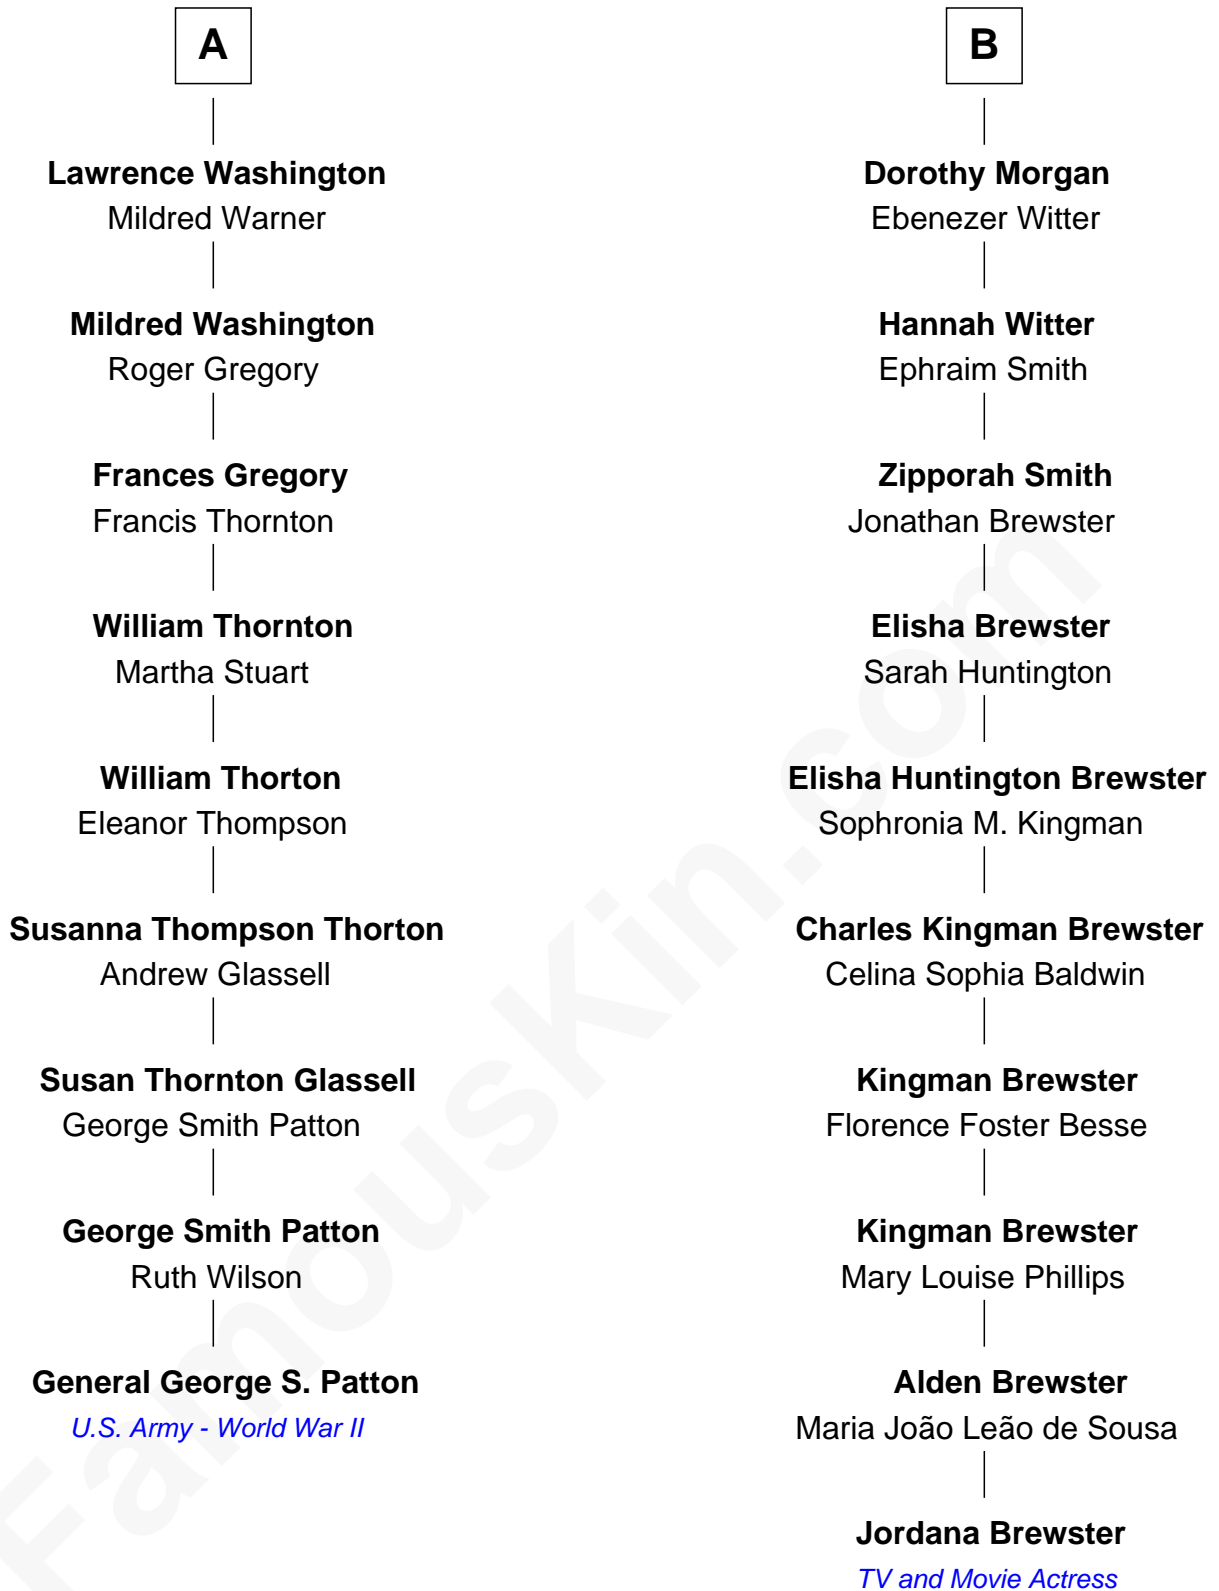 A
Lawrence Washington
Mildred Warner
Mildred Washington
Roger Gregory
Frances Gregory
Francis Thornton
William Thornton
Martha Stuart
William Thorton
Eleanor Thompson
Susanna Thompson Thorton
Andrew Glassell
Susan Thornton Glassell
George Smith Patton
George Smith Patton
Ruth Wilson
General George S. Patton
U.S. Army - World War II
B
Dorothy Morgan
Ebenezer Witter
Hannah Witter
Ephraim Smith
Zipporah Smith
Jonathan Brewster
Elisha Brewster
Sarah Huntington
Elisha Huntington Brewster
Sophronia M. Kingman
Charles Kingman Brewster
Celina Sophia Baldwin
Kingman Brewster
Florence Foster Besse
Kingman Brewster
Mary Louise Phillips
Alden Brewster
Maria João Leão de Sousa
Jordana Brewster
TV and Movie Actress
FamousKin.com